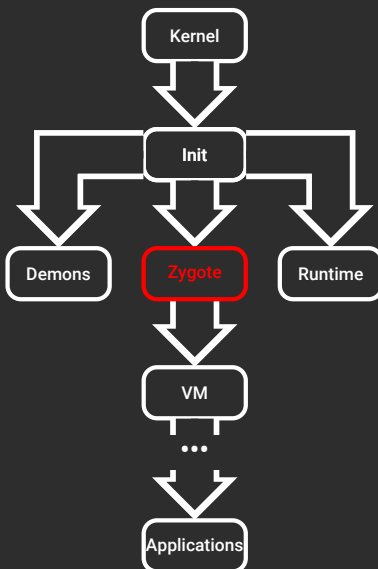 Kernel
Init
Demons
Zygote
Runtime
VM
...
Applications